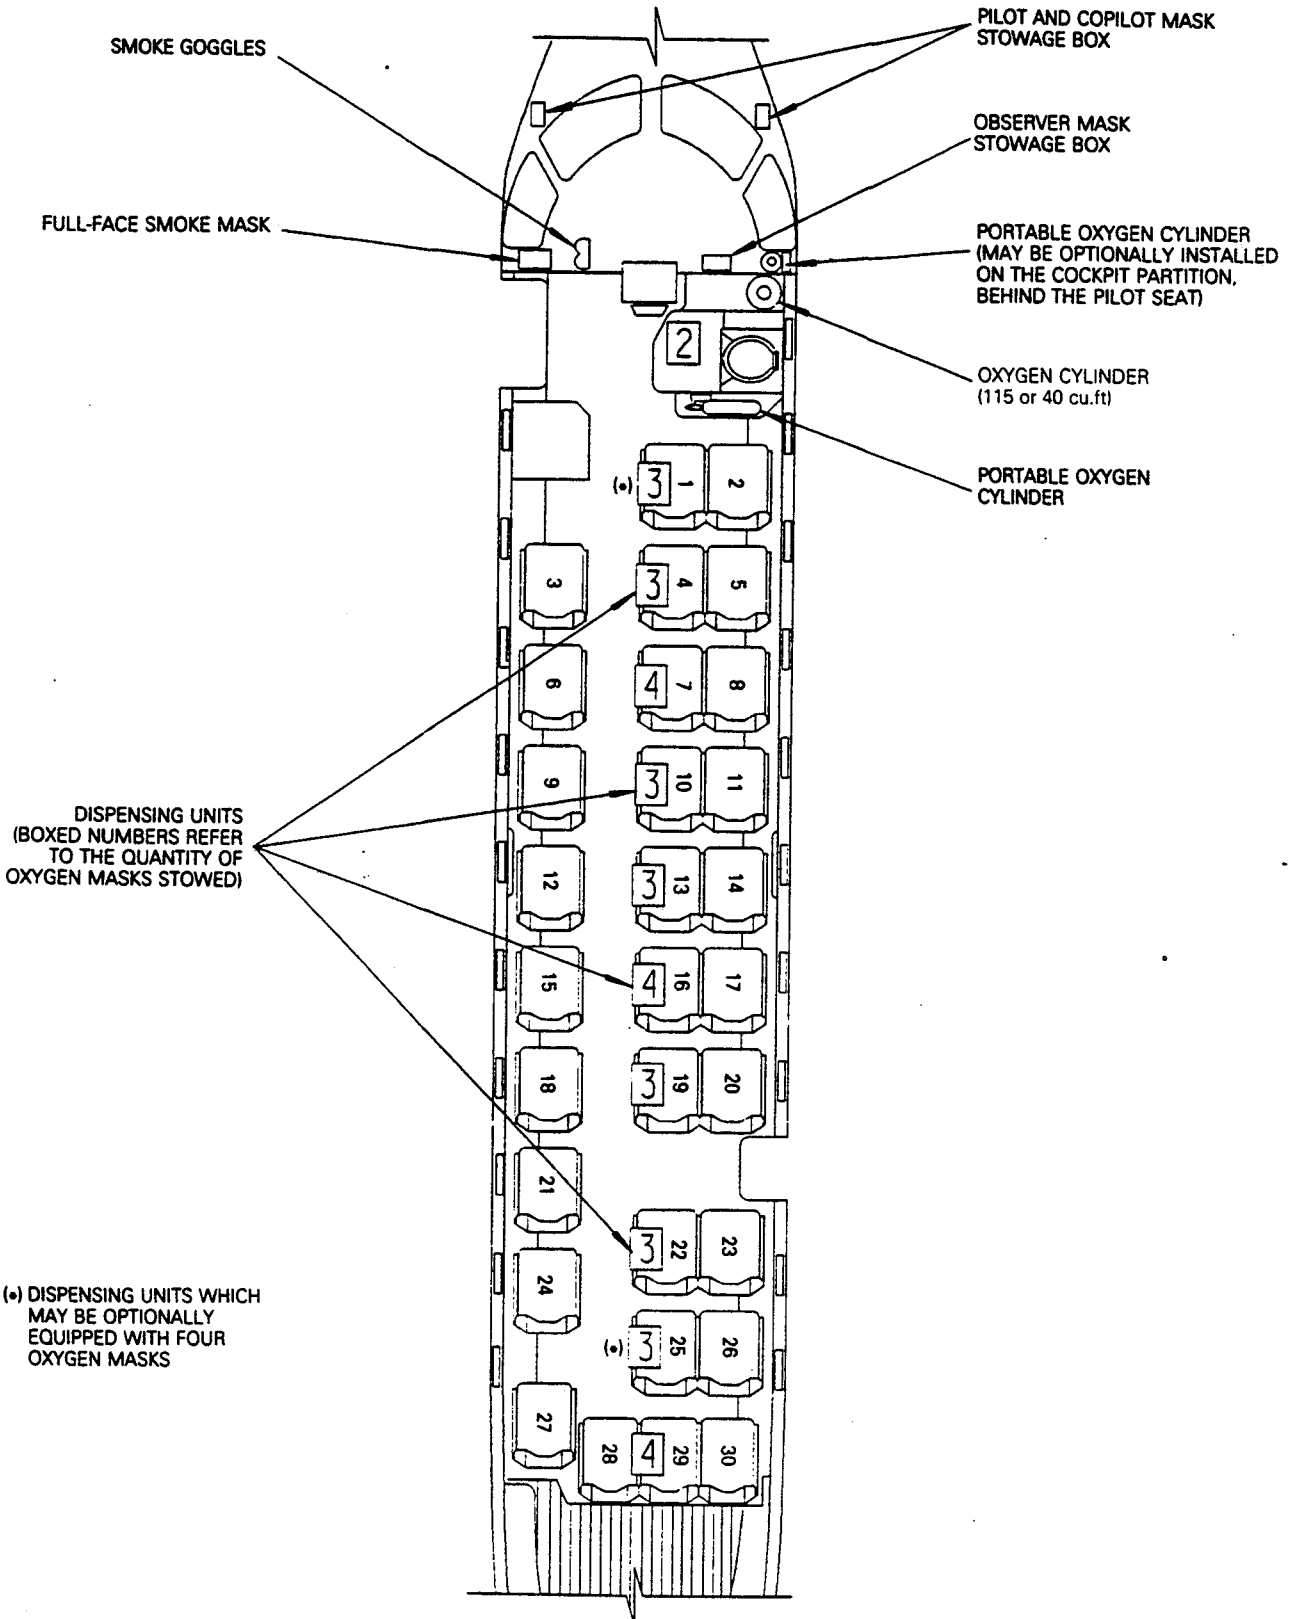 SMOKE GOGGLES
PILOT AND COPILOT MASK
STOWAGE BOX
OBSERVER MASK
STOWAGE BOX
FULL-FACE SMOKE MASK
PORTABLE OXYGEN CYLINDER
(MAY BE OPTIONALLY INSTALLED
ON THE COCKPIT PARTITION,
BEHIND THE PILOT SEAT)
2
OXYGEN CYLINDER
(115 or 40 cu.ft)
PORTABLE OXYGEN
CYLINDER
(•) 3 1 2
3 3 4 5
6 4 7 8
9 3 10 11
DISPENSING UNITS
(BOXED NUMBERS REFER
TO THE QUANTITY OF
OXYGEN MASKS STOWED)
12 3 13 14
15 4 16 17
18 3 19 20
21
3 22 23
24
(•) DISPENSING UNITS WHICH
MAY BE OPTIONALLY
EQUIPPED WITH FOUR
OXYGEN MASKS
(•) 3 25 26
27
28 4 29 30